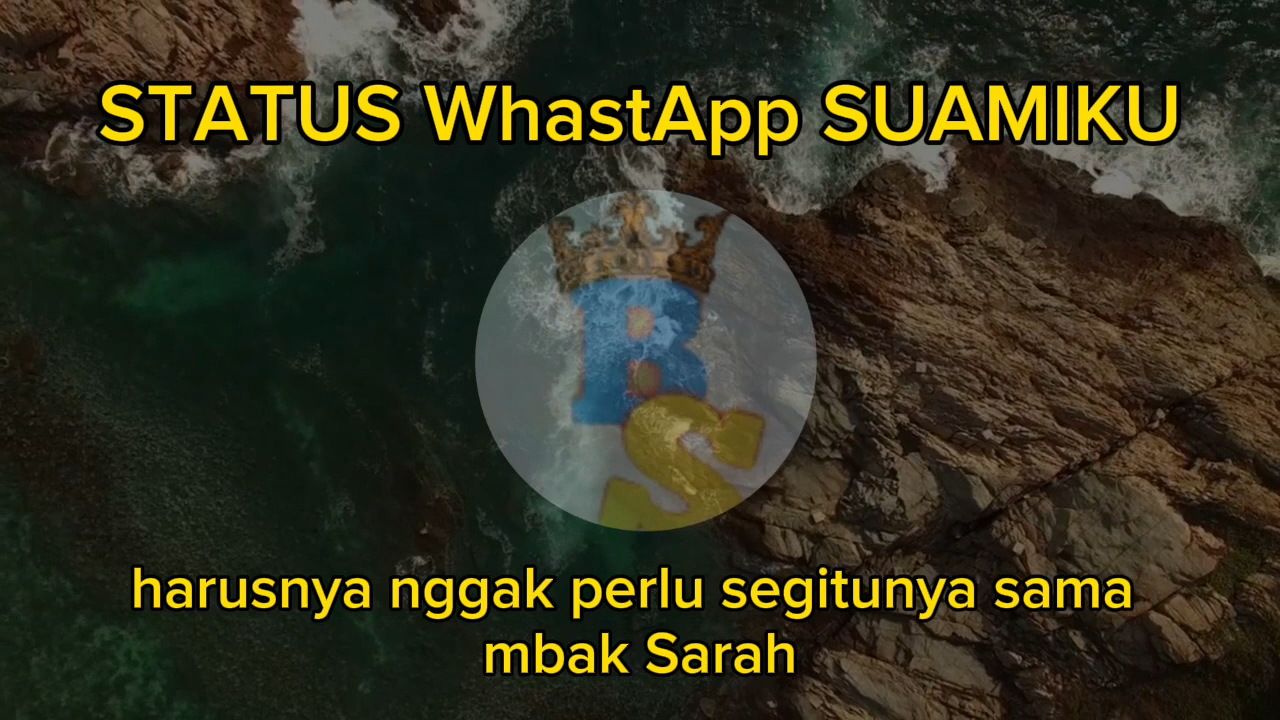 STATUS WhastApp SUAMIKU
B
S
harusnya nggak perlu segitunya sama
mbak Sarah